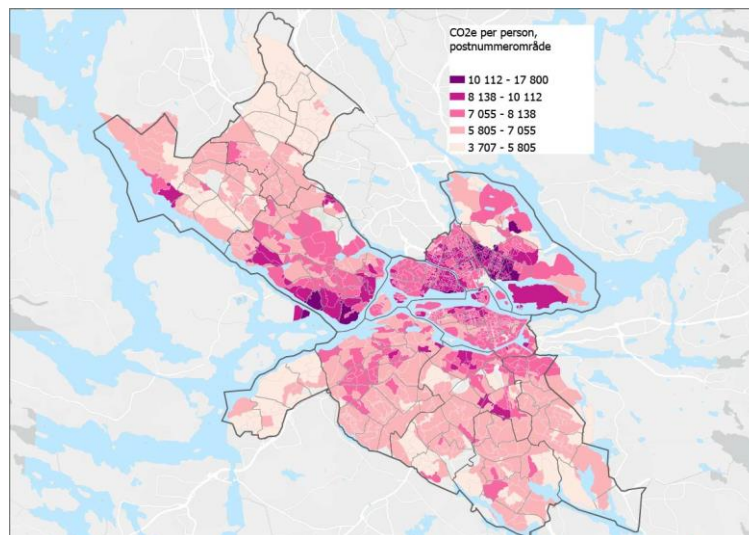 CO2e per person,
postnummerområde
10 112 - 17 800
8 138 - 10 112
7 055 - 8 138
5 805 - 7 055
3 707 - 5 805